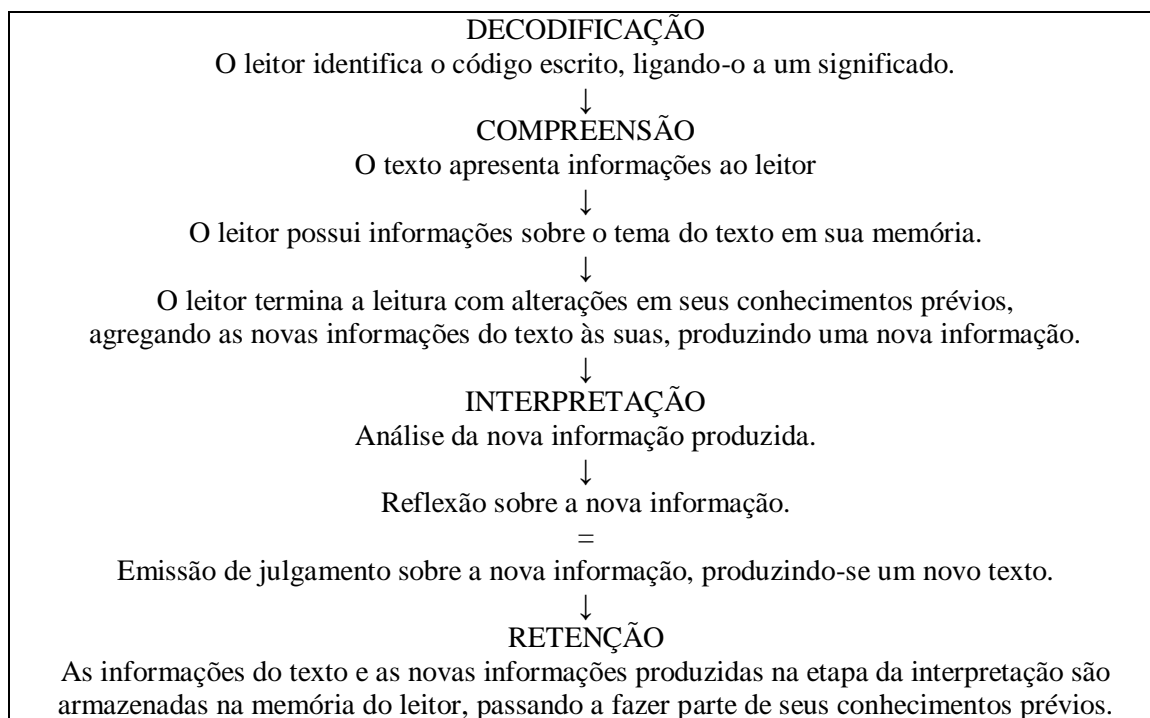 DECODIFICAÇÃO
O leitor identifica o código escrito, ligando-o a um significado.
↓
COMPREENSÃO
O texto apresenta informações ao leitor
↓
O leitor possui informações sobre o tema do texto em sua memória.
↓
O leitor termina a leitura com alterações em seus conhecimentos prévios,
agregando as novas informações do texto às suas, produzindo uma nova informação.
↓
INTERPRETAÇÃO
Análise da nova informação produzida.
↓
Reflexão sobre a nova informação.
=
Emissão de julgamento sobre a nova informação, produzindo-se um novo texto.
↓
RETENÇÃO
As informações do texto e as novas informações produzidas na etapa da interpretação são
armazenadas na memória do leitor, passando a fazer parte de seus conhecimentos prévios.